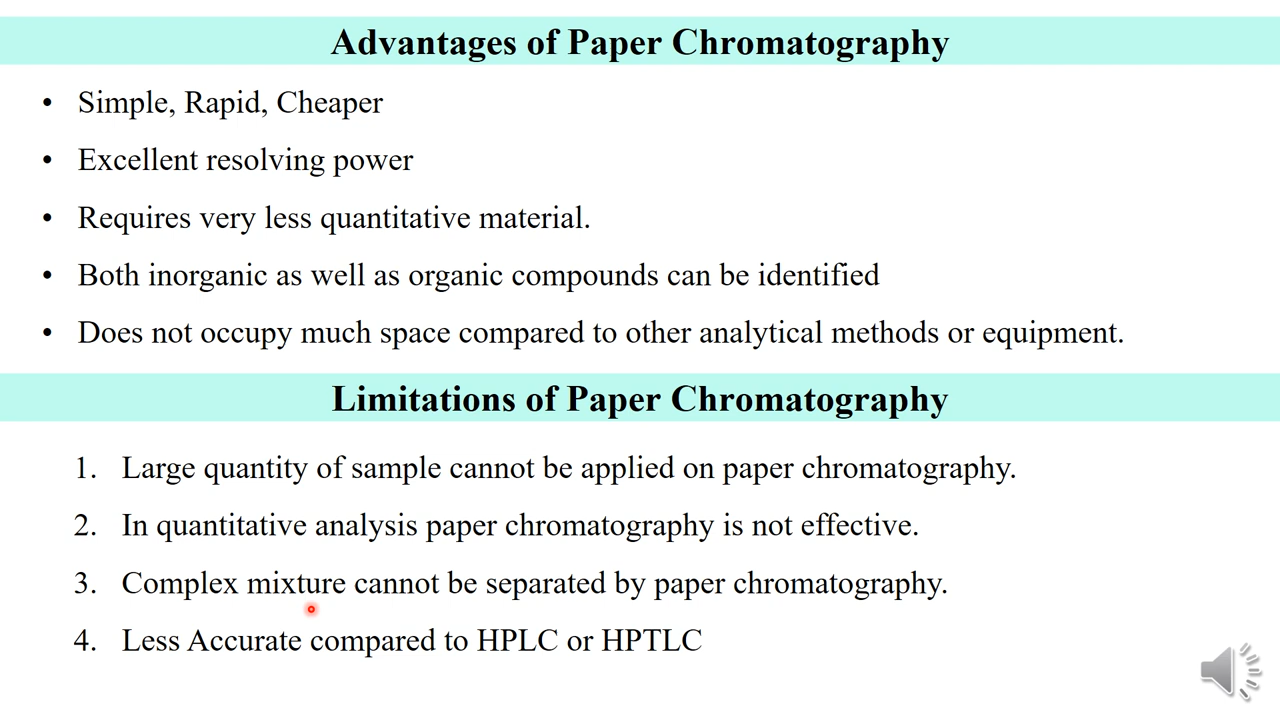 Advantages of Paper Chromatography
• Simple, Rapid, Cheaper
• Excellent resolving power
• Requires very less quantitative material.
• Both inorganic as well as organic compounds can be identified
• Does not occupy much space compared to other analytical methods or equipment.
Limitations of Paper Chromatography
1. Large quantity of sample cannot be applied on paper chromatography.
2. In quantitative analysis paper chromatography is not effective.
3. Complex mixture cannot be separated by paper chromatography.
4. Less Accurate compared to HPLC or HPTLC